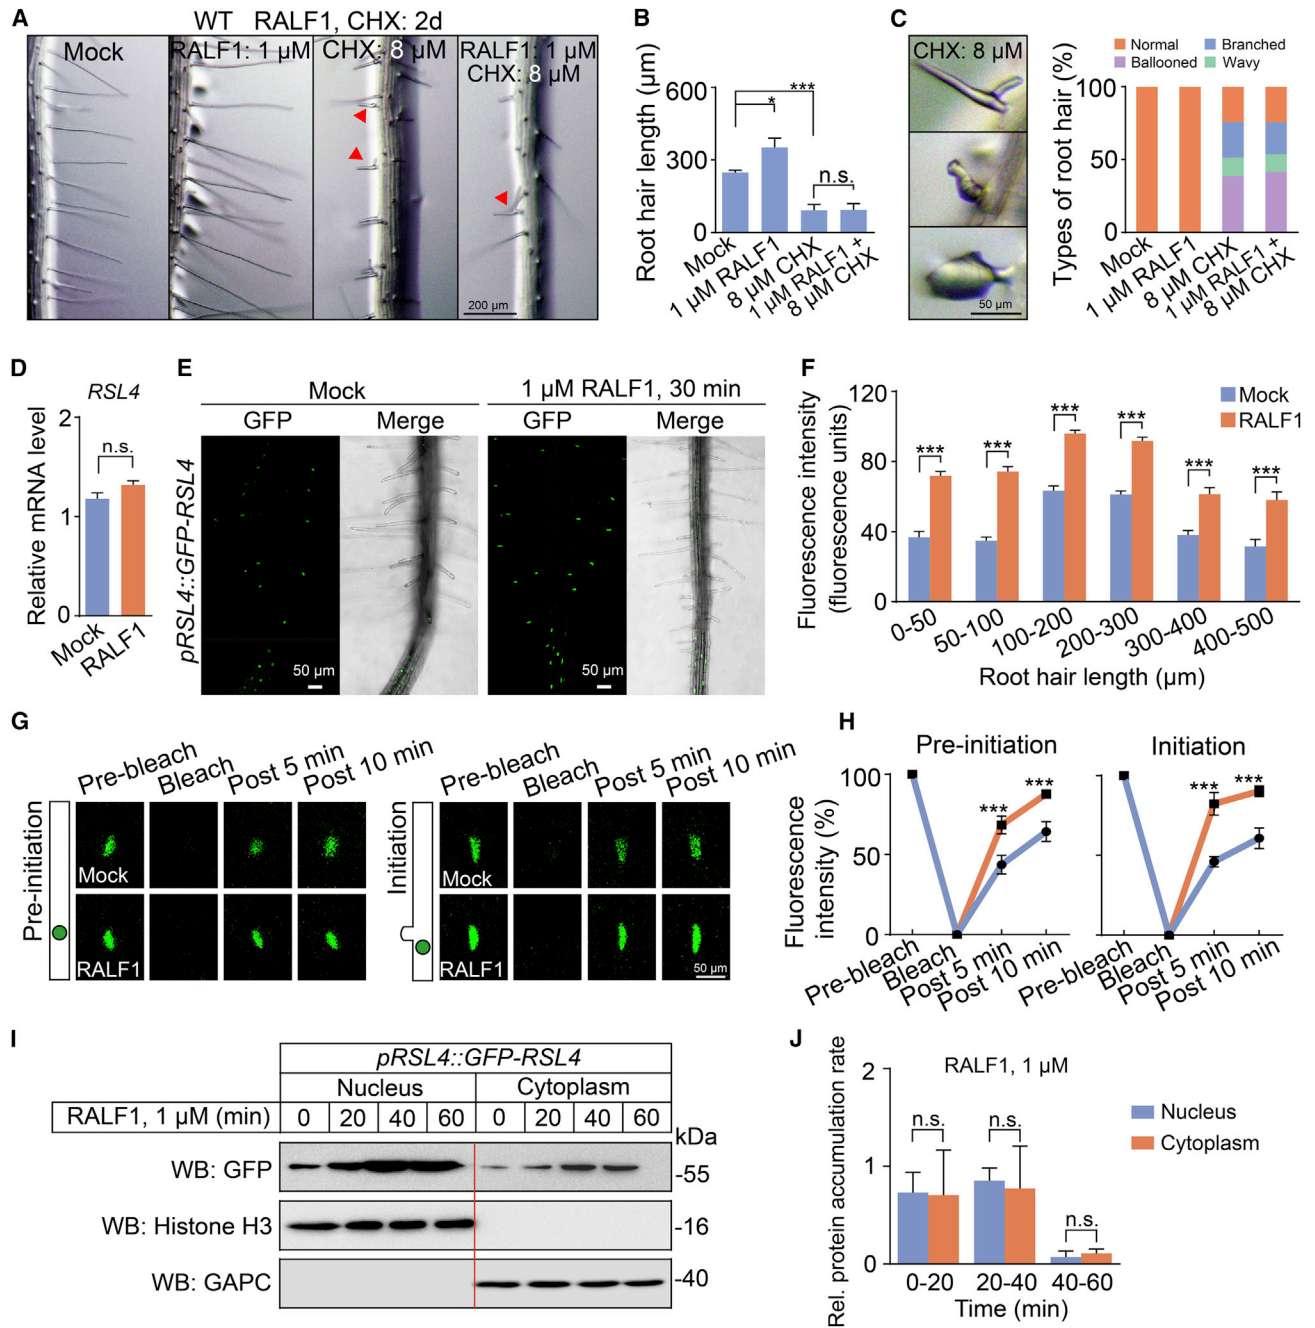 A
WT RALF1, CHX: 2d
Mock
RALF1: 1 µM
CHX: 8 µM
RALF1: 1 µM
CHX: 8 µM
200 µm
B
Root hair length (µm)
600
300
0
***
*
n.s.
Mock
1 µM RALF1
8 µM CHX
1 µM RALF1 +
8 µM CHX
C
CHX: 8 µM
50 µm
Normal
Branched
Ballooned
Wavy
Types of root hair (%)
100
50
0
Mock
1 µM RALF1
8 µM CHX
1 µM RALF1 +
8 µM CHX
D
RSL4
Relative mRNA level
2
1
0
n.s.
Mock
RALF1
E
Mock
1 µM RALF1, 30 min
GFP
Merge
GFP
Merge
pRSL4::GFP-RSL4
50 µm
50 µm
F
Fluorescence intensity
(fluorescence units)
120
80
40
0
Mock
RALF1
***
***
***
***
***
***
0-50
50-100
100-200
200-300
300-400
400-500
Root hair length (µm)
G
Pre-bleach
Bleach
Post 5 min
Post 10 min
Pre-bleach
Bleach
Post 5 min
Post 10 min
Pre-initiation
Mock
RALF1
Initiation
Mock
RALF1
50 µm
H
Pre-initiation
Initiation
Fluorescence
intensity (%)
100
50
0
***
***
***
***
Pre-bleach
Bleach
Post 5 min
Post 10 min
Pre-bleach
Bleach
Post 5 min
Post 10 min
I
pRSL4::GFP-RSL4
Nucleus
Cytoplasm
RALF1, 1 µM (min)
0
20
40
60
0
20
40
60
kDa
WB: GFP
-55
WB: Histone H3
-16
WB: GAPC
-40
J
Rel. protein accumulation rate
RALF1, 1 µM
2
1
0
n.s.
n.s.
n.s.
Nucleus
Cytoplasm
0-20
20-40
40-60
Time (min)